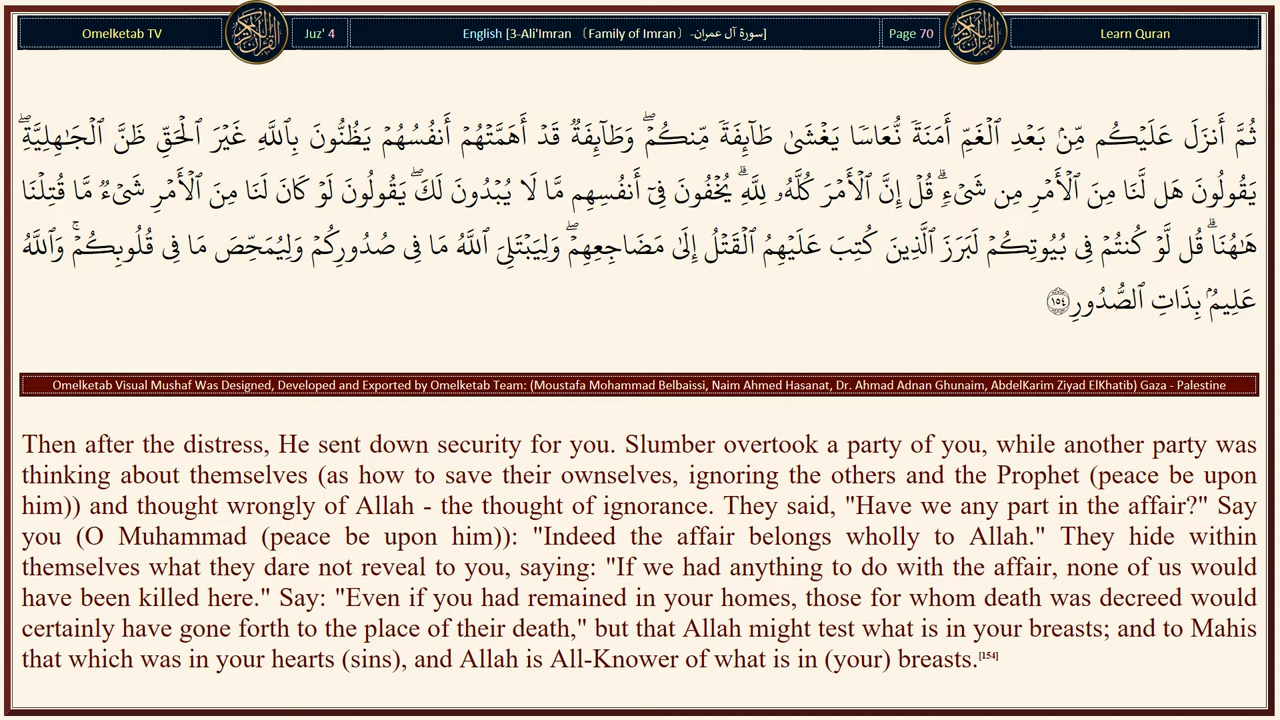 Omelketab TV
Juz' 4
English [3-Ali'Imran 〔Family of Imran〕 -سورة آل عمران]
Page 70
Learn Quran
ثُمَّ أَنزَلَ عَلَيۡكُم مِّنۢ بَعۡدِ ٱلۡغَمِّ أَمَنَةٗ نُّعَاسٗا يَغۡشَىٰ طَآئِفَةٗ مِّنكُمۡۖ وَطَآئِفَةٞ قَدۡ أَهَمَّتۡهُمۡ أَنفُسُهُمۡ يَظُنُّونَ بِٱللَّهِ غَيۡرَ ٱلۡحَقِّ ظَنَّ ٱلۡجَٰهِلِيَّةِۖ
يَقُولُونَ هَل لَّنَا مِنَ ٱلۡأَمۡرِ مِن شَيۡءٖۗ قُلۡ إِنَّ ٱلۡأَمۡرَ كُلَّهُۥ لِلَّهِۗ يُخۡفُونَ فِيٓ أَنفُسِهِم مَّا لَا يُبۡدُونَ لَكَۖ يَقُولُونَ لَوۡ كَانَ لَنَا مِنَ ٱلۡأَمۡرِ شَيۡءٞ مَّا قُتِلۡنَا
هَٰهُنَاۗ قُل لَّوۡ كُنتُمۡ فِي بُيُوتِكُمۡ لَبَرَزَ ٱلَّذِينَ كُتِبَ عَلَيۡهِمُ ٱلۡقَتۡلُ إِلَىٰ مَضَاجِعِهِمۡۖ وَلِيَبۡتَلِيَ ٱللَّهُ مَا فِي صُدُورِكُمۡ وَلِيُمَحِّصَ مَا فِي قُلُوبِكُمۡۚ وَٱللَّهُ
عَلِيمُۢ بِذَاتِ ٱلصُّدُورِ ١٥٤
Omelketab Visual Mushaf Was Designed, Developed and Exported by Omelketab Team: (Moustafa Mohammad Belbaissi, Naim Ahmed Hasanat, Dr. Ahmad Adnan Ghunaim, AbdelKarim Ziyad ElKhatib) Gaza - Palestine
Then after the distress, He sent down security for you. Slumber overtook a party of you, while another party was
thinking about themselves (as how to save their ownselves, ignoring the others and the Prophet (peace be upon
him)) and thought wrongly of Allah - the thought of ignorance. They said, "Have we any part in the affair?" Say
you (O Muhammad (peace be upon him)): "Indeed the affair belongs wholly to Allah." They hide within
themselves what they dare not reveal to you, saying: "If we had anything to do with the affair, none of us would
have been killed here." Say: "Even if you had remained in your homes, those for whom death was decreed would
certainly have gone forth to the place of their death," but that Allah might test what is in your breasts; and to Mahis
that which was in your hearts (sins), and Allah is All-Knower of what is in (your) breasts.[154]